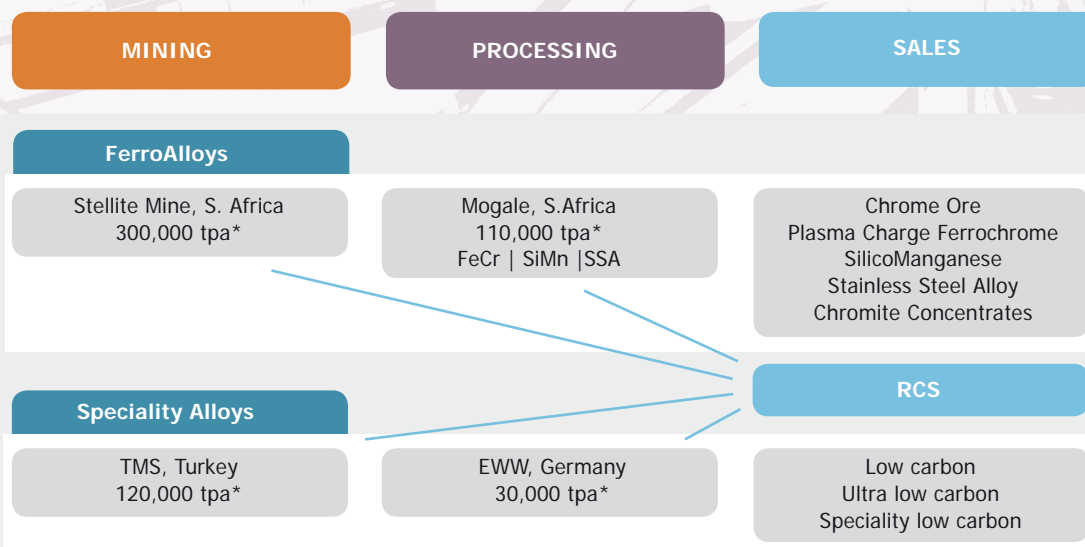 MINING
PROCESSING
SALES
FerroAlloys
Stellite Mine, S. Africa
300,000 tpa*
Mogale, S.Africa
110,000 tpa*
FeCr | SiMn |SSA
Chrome Ore
Plasma Charge Ferrochrome
SilicoManganese
Stainless Steel Alloy
Chromite Concentrates
RCS
Speciality Alloys
TMS, Turkey
120,000 tpa*
EWW, Germany
30,000 tpa*
Low carbon
Ultra low carbon
Speciality low carbon